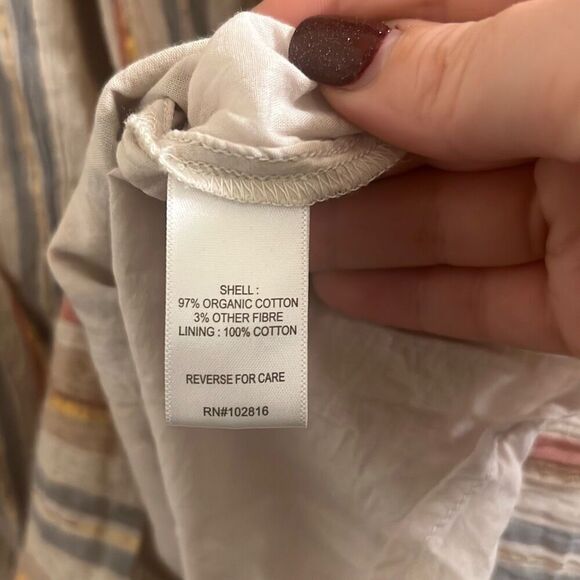 SHELL :
97% ORGANIC COTTON
3% OTHER FIBRE
LINING : 100% COTTON
REVERSE FOR CARE
RN#102816